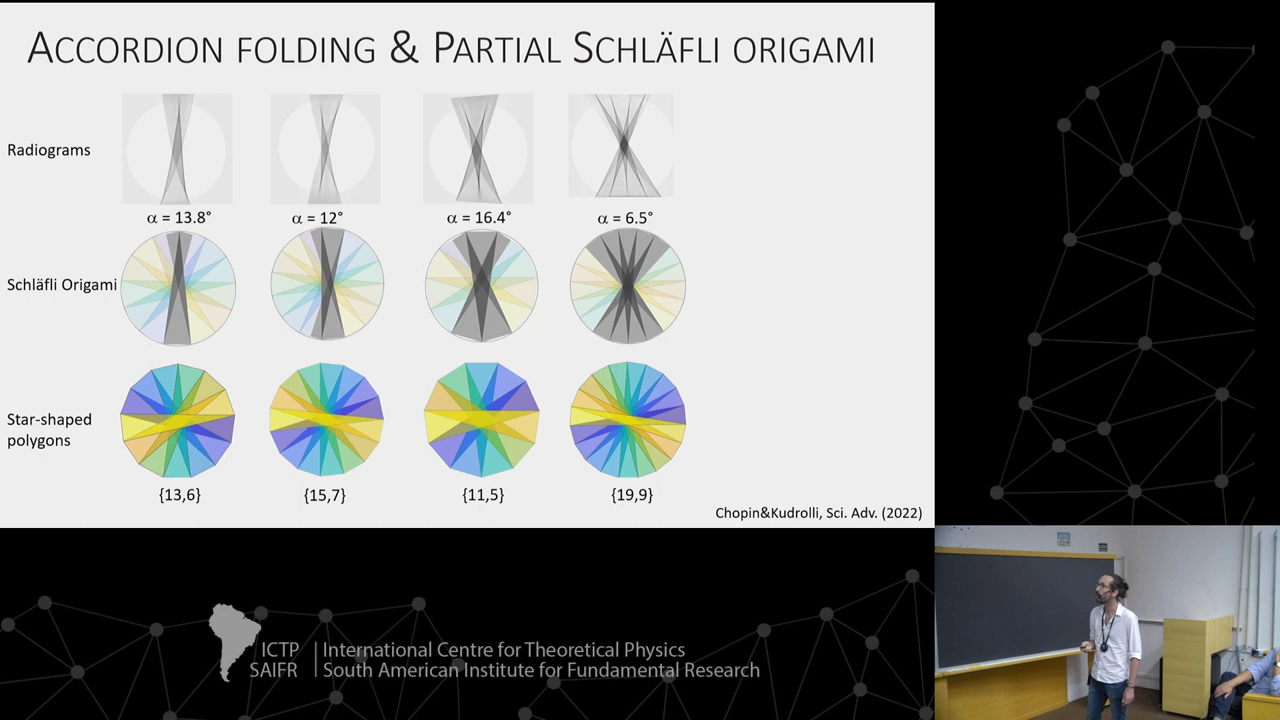 ACCORDION FOLDING & PARTIAL SCHLÄFLI ORIGAMI
Radiograms
α = 13.8° α = 12° α = 16.4° α = 6.5°
Schläfli Origami
Star-shaped
polygons
{13,6} {15,7} {11,5} {19,9}
Chopin&Kudrolli, Sci. Adv. (2022)
ICTP International Centre for Theoretical Physics
SAIFR South American Institute for Fundamental Research